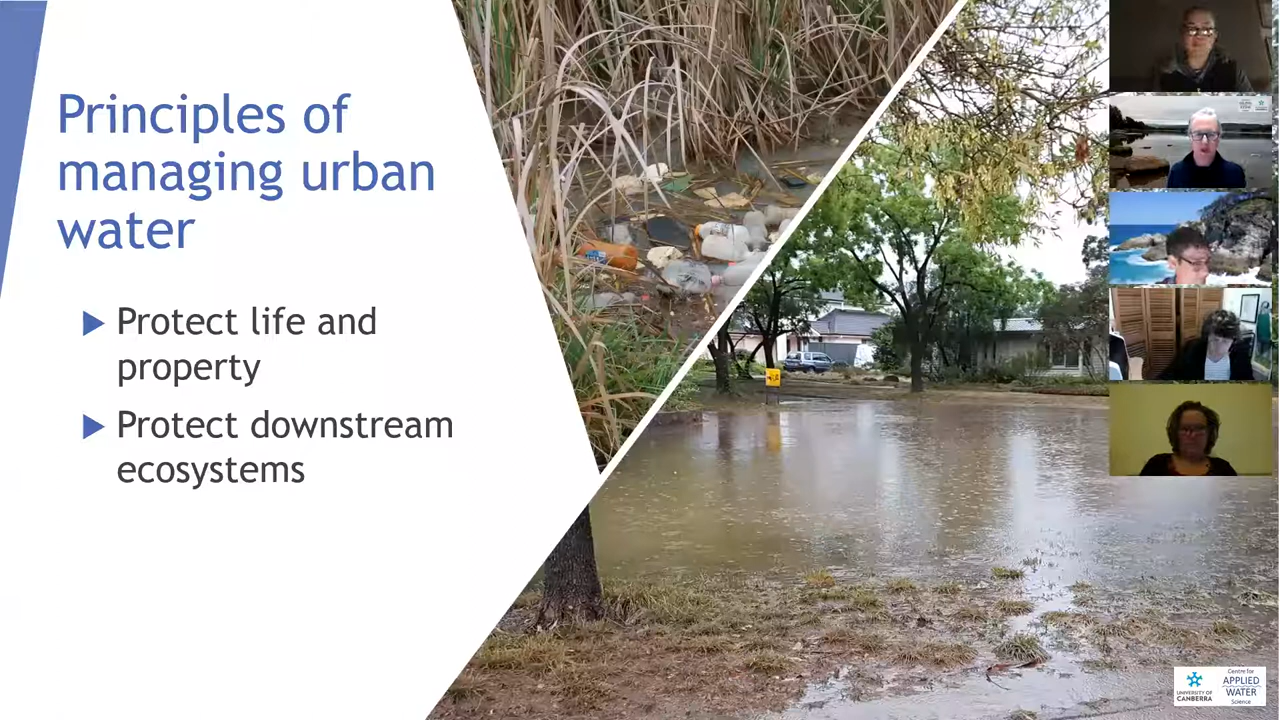 Principles of
managing urban
water
Protect life and
property
Protect downstream
ecosystems
UNIVERSITY OF
CANBERRA
Centre for
APPLIED
WATER
Science